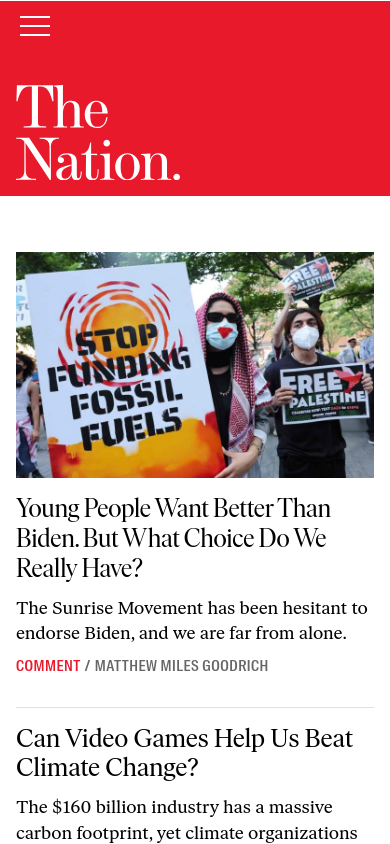 The
Nation.
STOP
FUNDING
FOSSIL
FUELS
FREE
PALESTINE
FREE
PALESTINE
Young People Want Better Than
Biden. But What Choice Do We
Really Have?
The Sunrise Movement has been hesitant to
endorse Biden, and we are far from alone.
COMMENT / MATTHEW MILES GOODRICH
Can Video Games Help Us Beat
Climate Change?
The $160 billion industry has a massive
carbon footprint, yet climate organizations